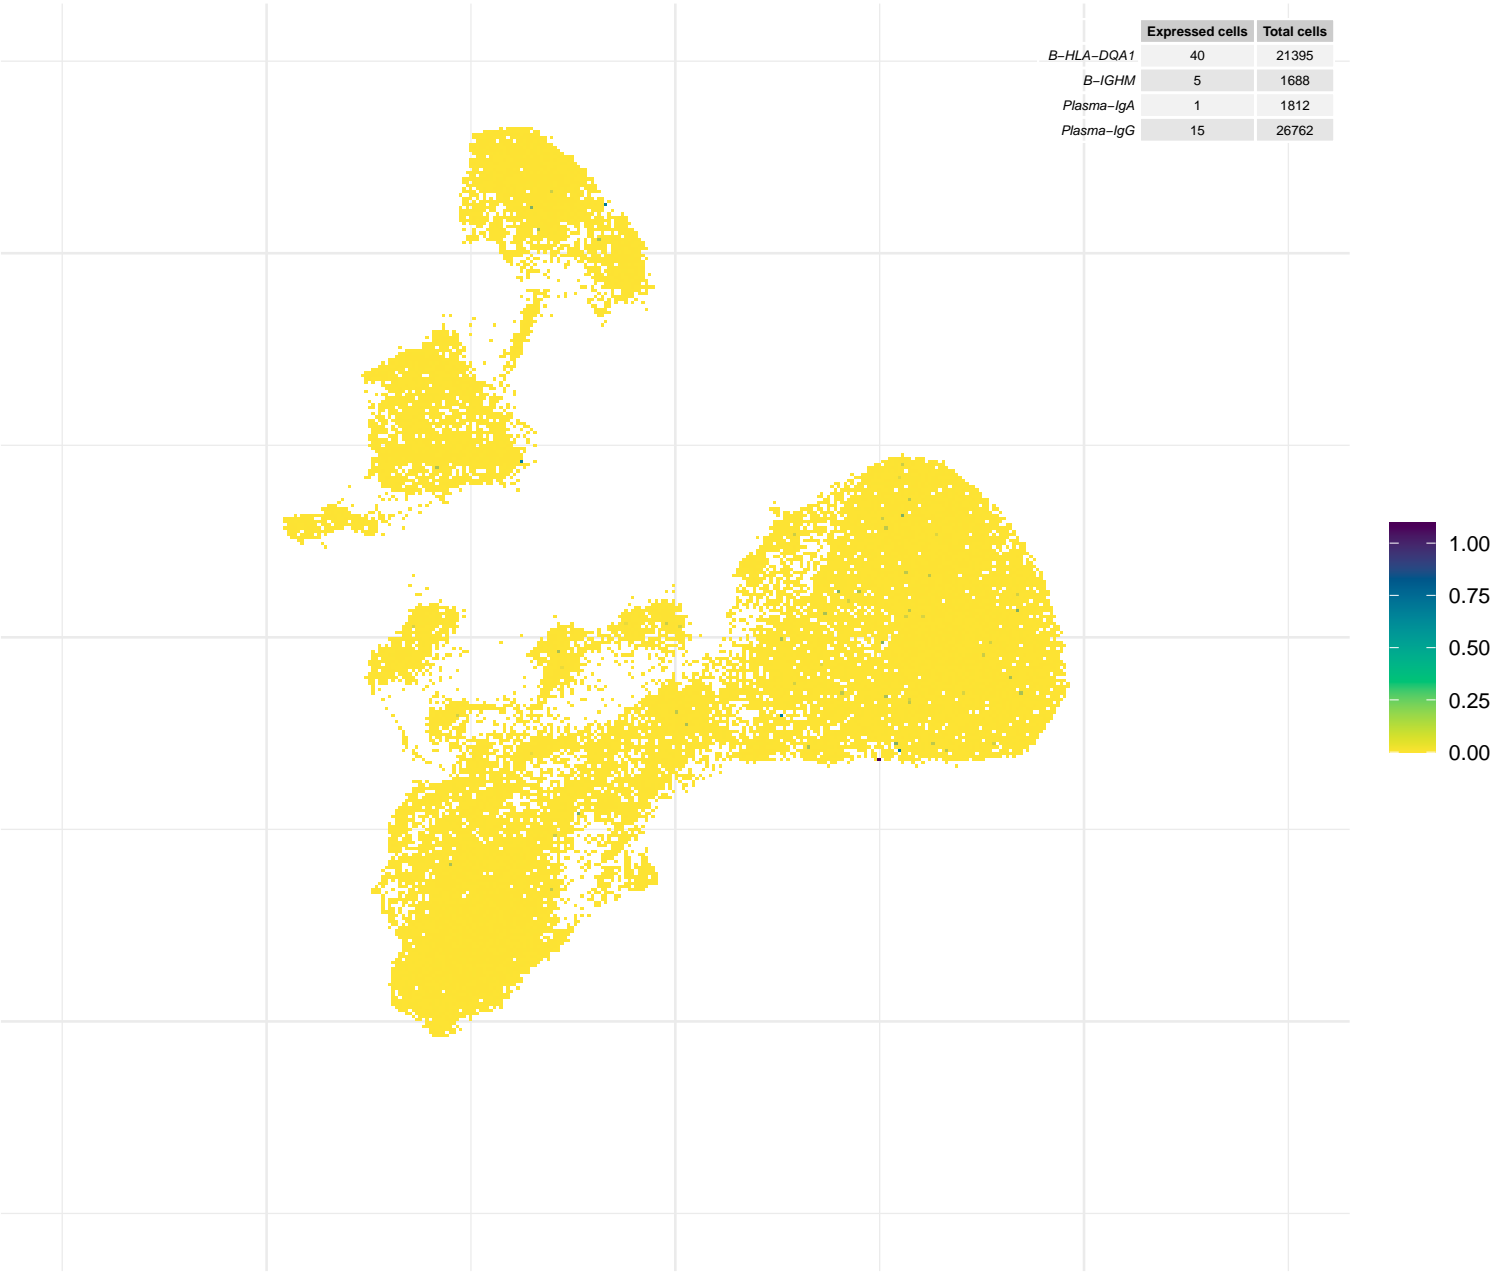 Expressed cells Total cells
B−HLA−DQA1 40 21395
B−IGHM 5 1688
Plasma−IgA 1 1812
Plasma−IgG 15 26762
1.00
0.75
0.50
0.25
0.00